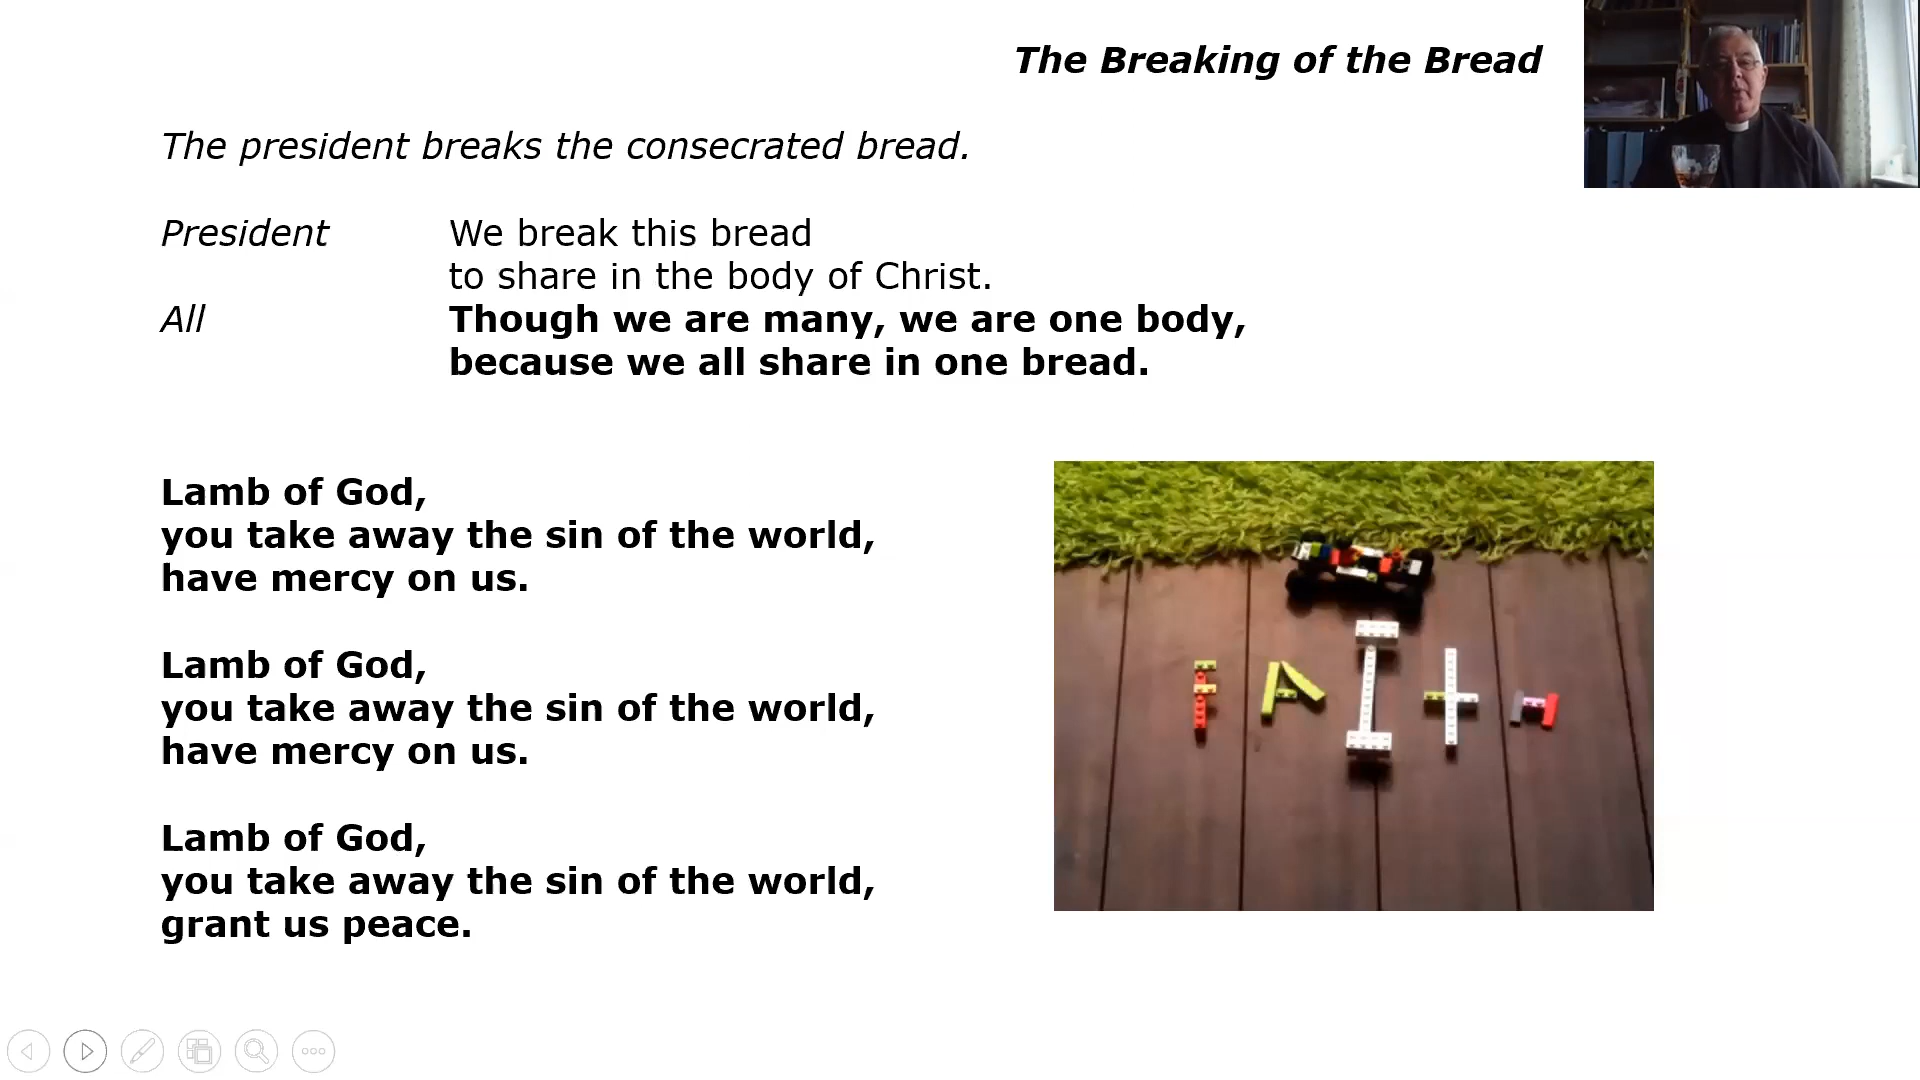 The Breaking of the Bread
The president breaks the consecrated bread.
President We break this bread
to share in the body of Christ.
All Though we are many, we are one body,
because we all share in one bread.
Lamb of God,
you take away the sin of the world,
have mercy on us.
Lamb of God,
you take away the sin of the world,
have mercy on us.
Lamb of God,
you take away the sin of the world,
grant us peace.
FAItH